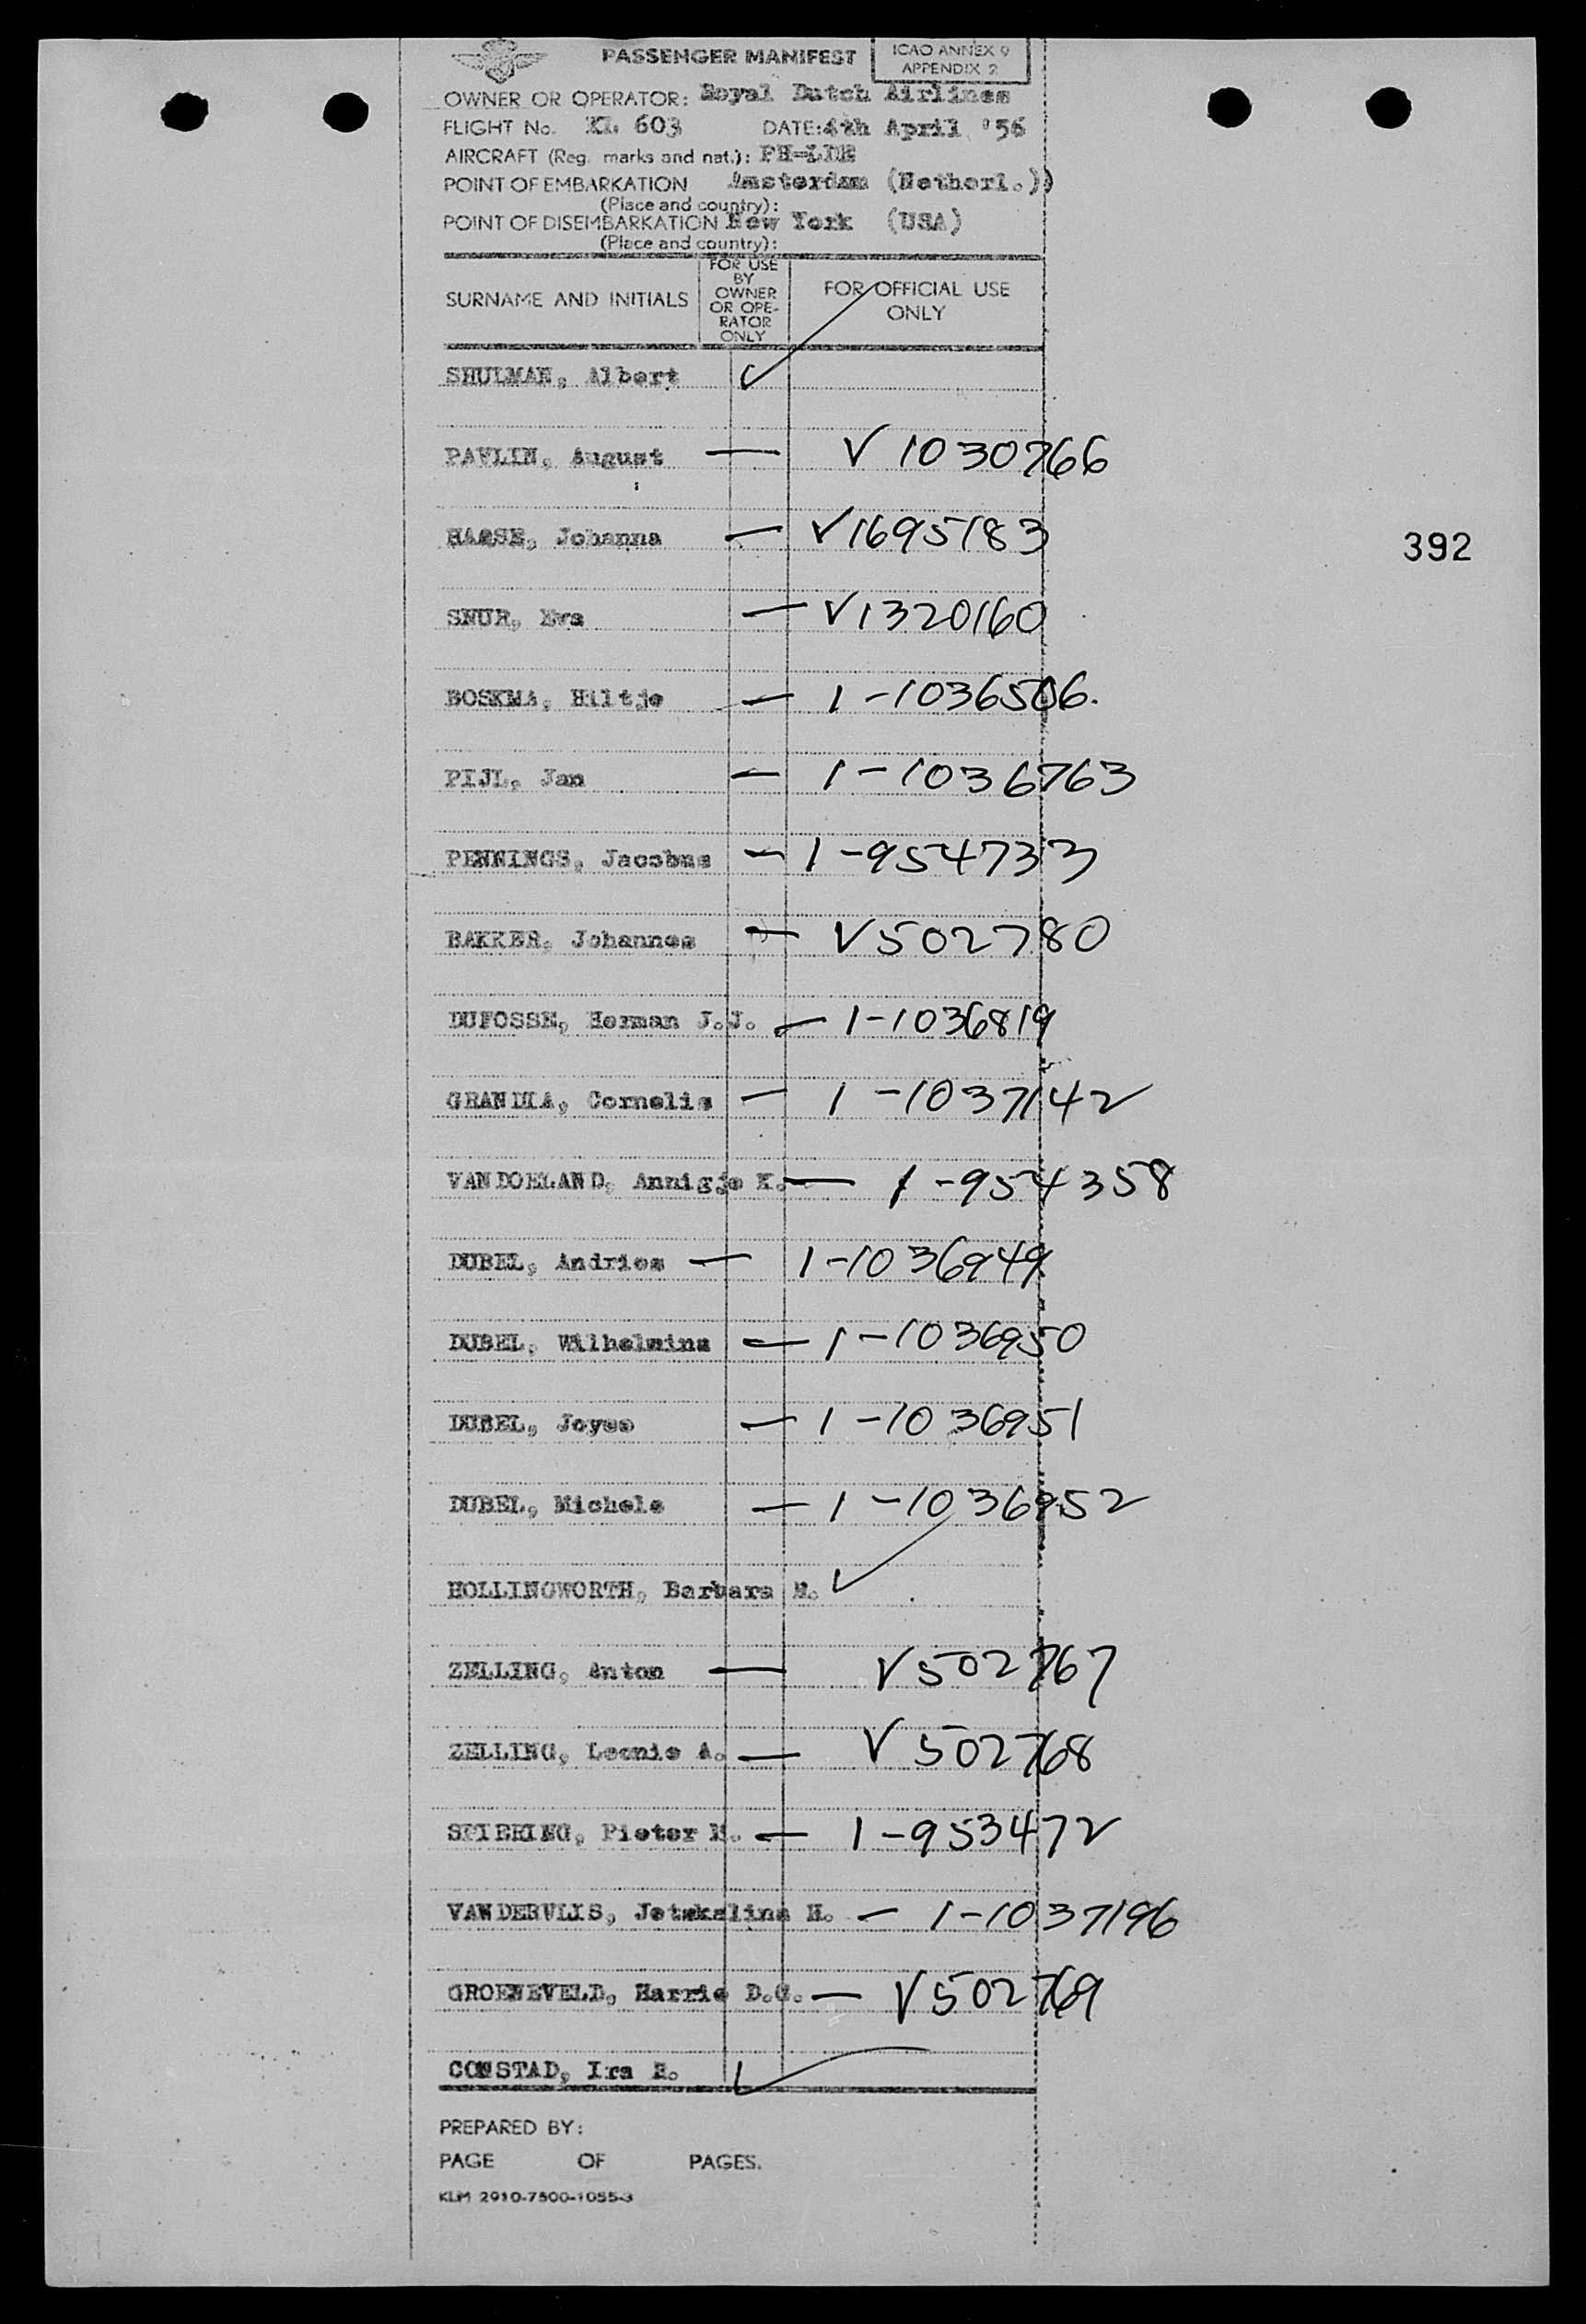 PASSENGER MANIFEST
ICAO ANNEX 9
APPENDIX 2
OWNER OR OPERATOR: Royal Dutch Airlines
FLIGHT No. KL 603 DATE: 4th April '56
AIRCRAFT (Reg. marks and nat.): PH-LDR
POINT OF EMBARKATION Amsterdam (Netherl.))
(Place and country):
POINT OF DISEMBARKATION New York (USA)
(Place and country):
SURNAME AND INITIALS
FOR USE BY OWNER OR OPE- RATOR ONLY
FOR OFFICIAL USE ONLY
SHULMAN, Albert ✓
PAVLIN, August — V 1030766
HAESE, Johanna — V1695183
SNUR, Eva — V1320160
BOSKMA, Hiltje — 1-1036506.
PIJL, Jan — 1-1036763
PENNINGS, Jacobus — 1-954733
BAKKER, Johannes — V502780
DUFOSSE, Herman J.J. — 1-1036819
GRANDIA, Cornelis — 1-1037142
VANDOELAND, Annigje K. — 1-954358
DUBEL, Andries — 1-1036949
DUBEL, Wilhelmina — 1-1036950
DUBEL, Joyse — 1-1036951
DUBEL, Michele — 1-1036952
HOLLINGWORTH, Barbara M. ✓
ZELLING, Anton — V502767
ZELLING, Leonie A. — V502768
SPIERING, Pieter M. — 1-953472
VANDERVLIS, Jetskalina H. — 1-1037196
GROENEVELD, Harrie D.G. — V502769
COMSTAD, Ira R. ✓
PREPARED BY:
PAGE OF PAGES.
KLM 2910-7500-1055-3
392